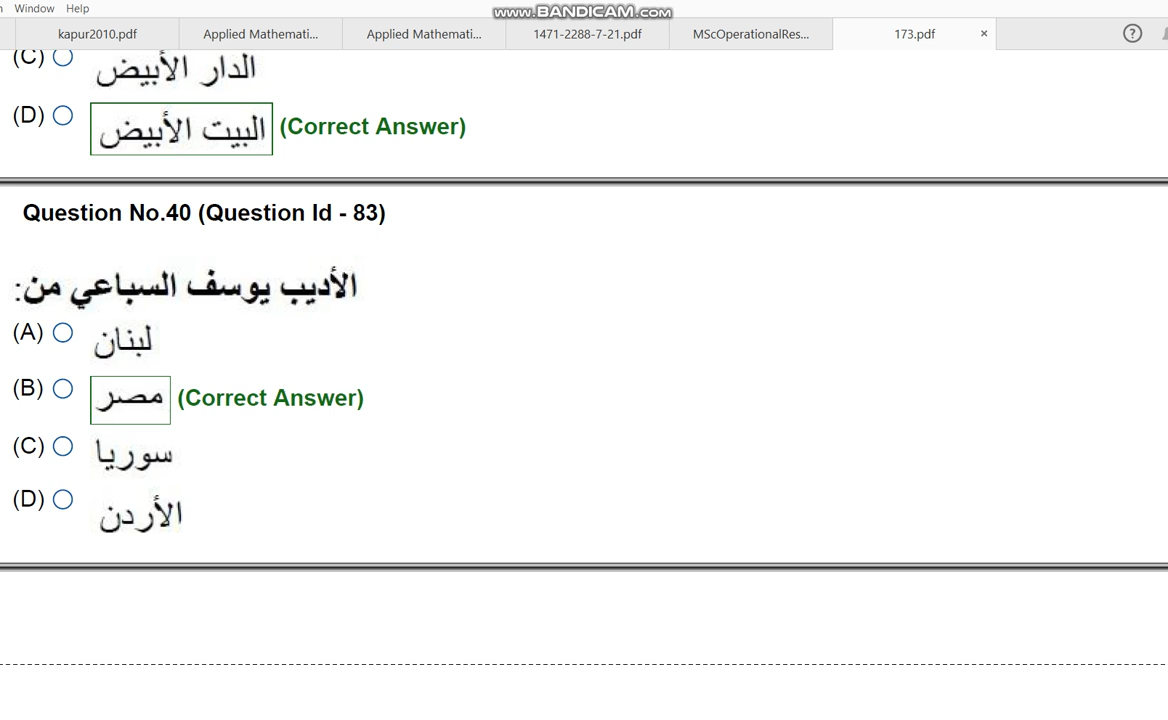 Window Help
www.BANDICAM.com
kapur2010.pdf
Applied Mathemati...
Applied Mathemati...
1471-2288-7-21.pdf
MScOperationalRes...
173.pdf ×
?
(C) الدار الأبيض
(D) البيت الأبيض (Correct Answer)
Question No.40 (Question Id - 83)
الأديب يوسف السباعي من:
(A) لبنان
(B) مصر (Correct Answer)
(C) سوريا
(D) الأردن